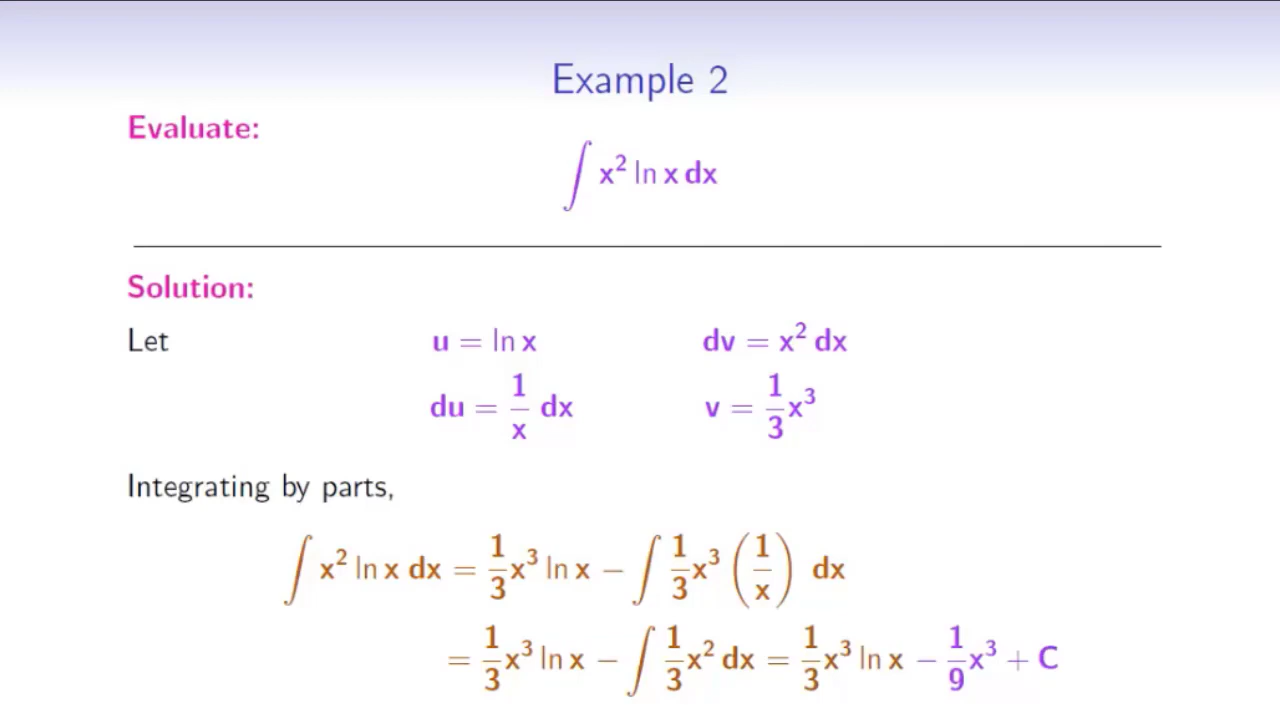 Example 2
Evaluate:
∫ x² ln x dx
Solution:
Let u = ln x dv = x² dx
du = 1/x dx v = 1/3 x³
Integrating by parts,
∫ x² ln x dx = 1/3 x³ ln x − ∫ 1/3 x³ (1/x) dx
= 1/3 x³ ln x − ∫ 1/3 x² dx = 1/3 x³ ln x − 1/9 x³ + C